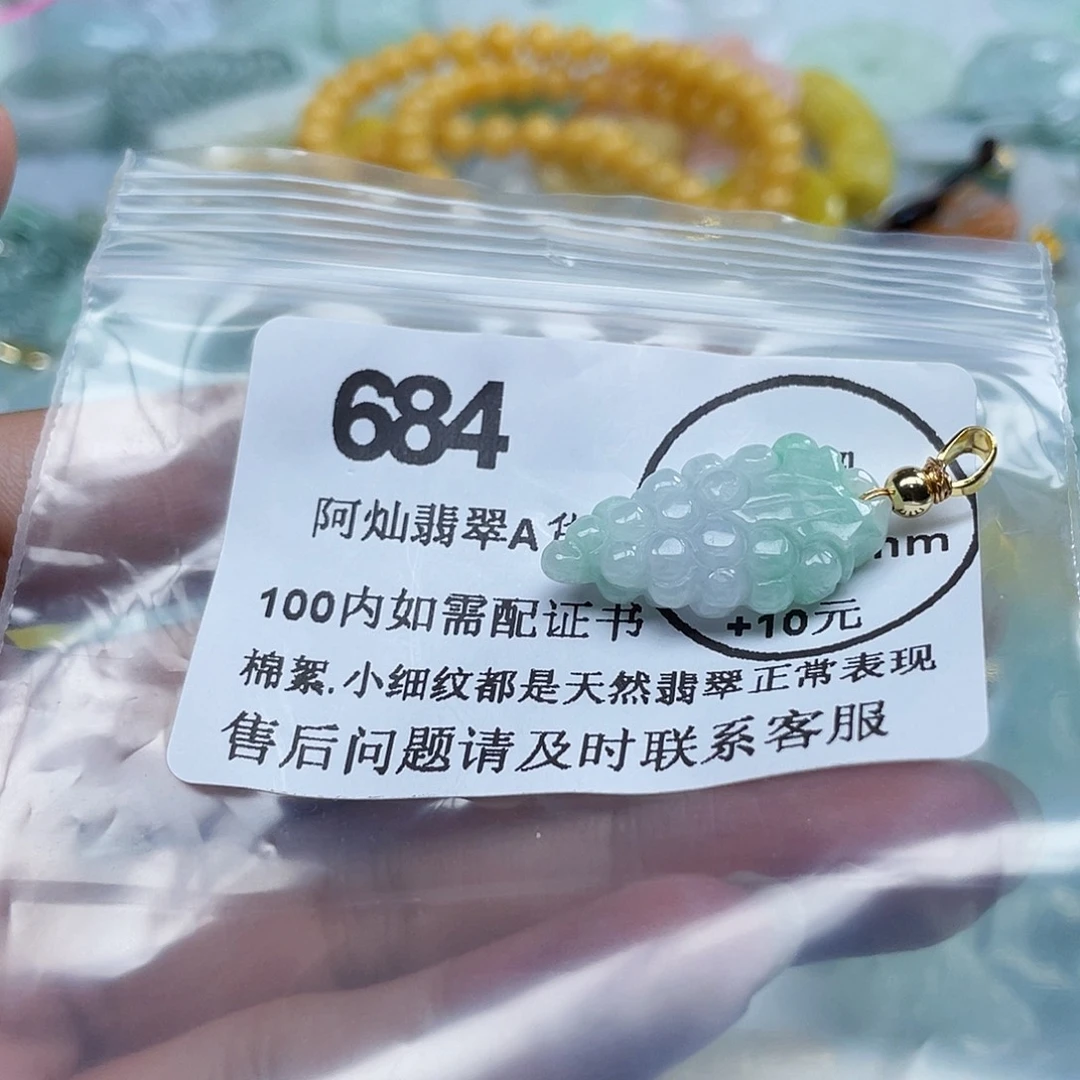 684
阿灿翡翠A
mm
100内如需配证书
+10元
棉絮.小细纹都是天然翡翠正常表现
售后问题请及时联系客服